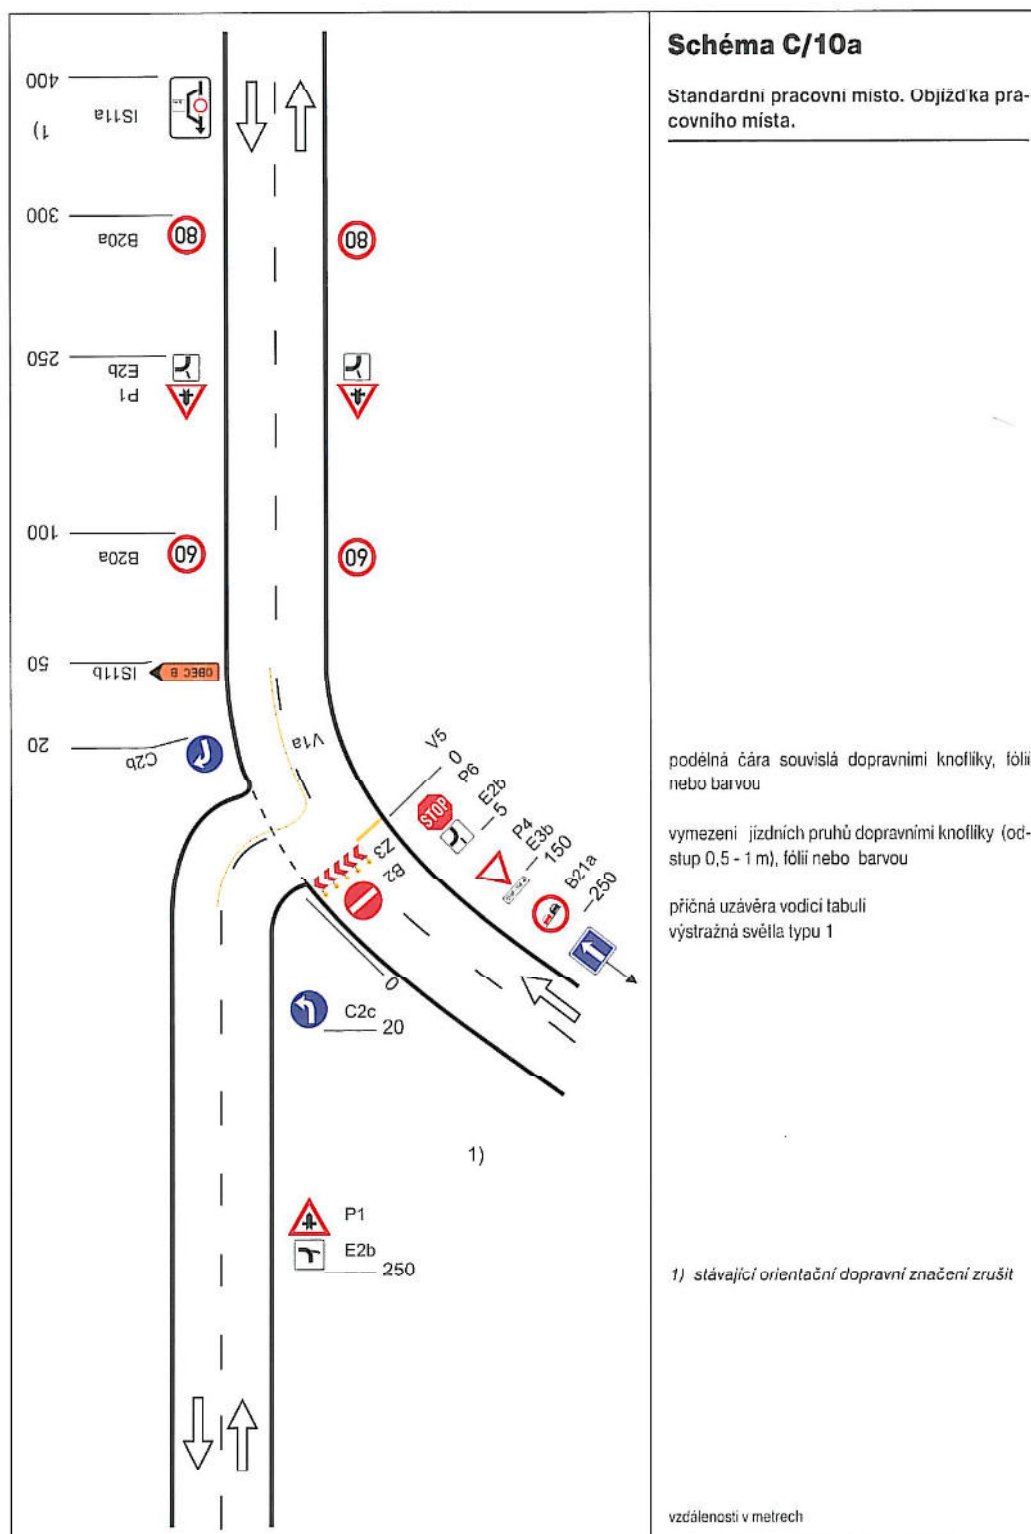 Schéma C/10a
Standardní pracovní místo. Objížďka pra-
covního místa.
400
IS11a
1)
300
B20a
80
80
250
E2b
P1
100
B20a
60
60
50
IS11b
OBEC B
20
C2b
V1a
V5
0
P6
STOP
E2b
5
P4
E3b
150
B21a
250
Z3
B2
0
C2c
20
1)
P1
E2b
250
podélná čára souvislá dopravními knoflíky, fólií
nebo barvou
vymezení jízdních pruhů dopravními knoflíky (od-
stup 0,5 - 1 m), fólií nebo barvou
příčná uzávěra vodicí tabulí
výstražná světla typu 1
1) stávající orientační dopravní značení zrušit
vzdálenosti v metrech